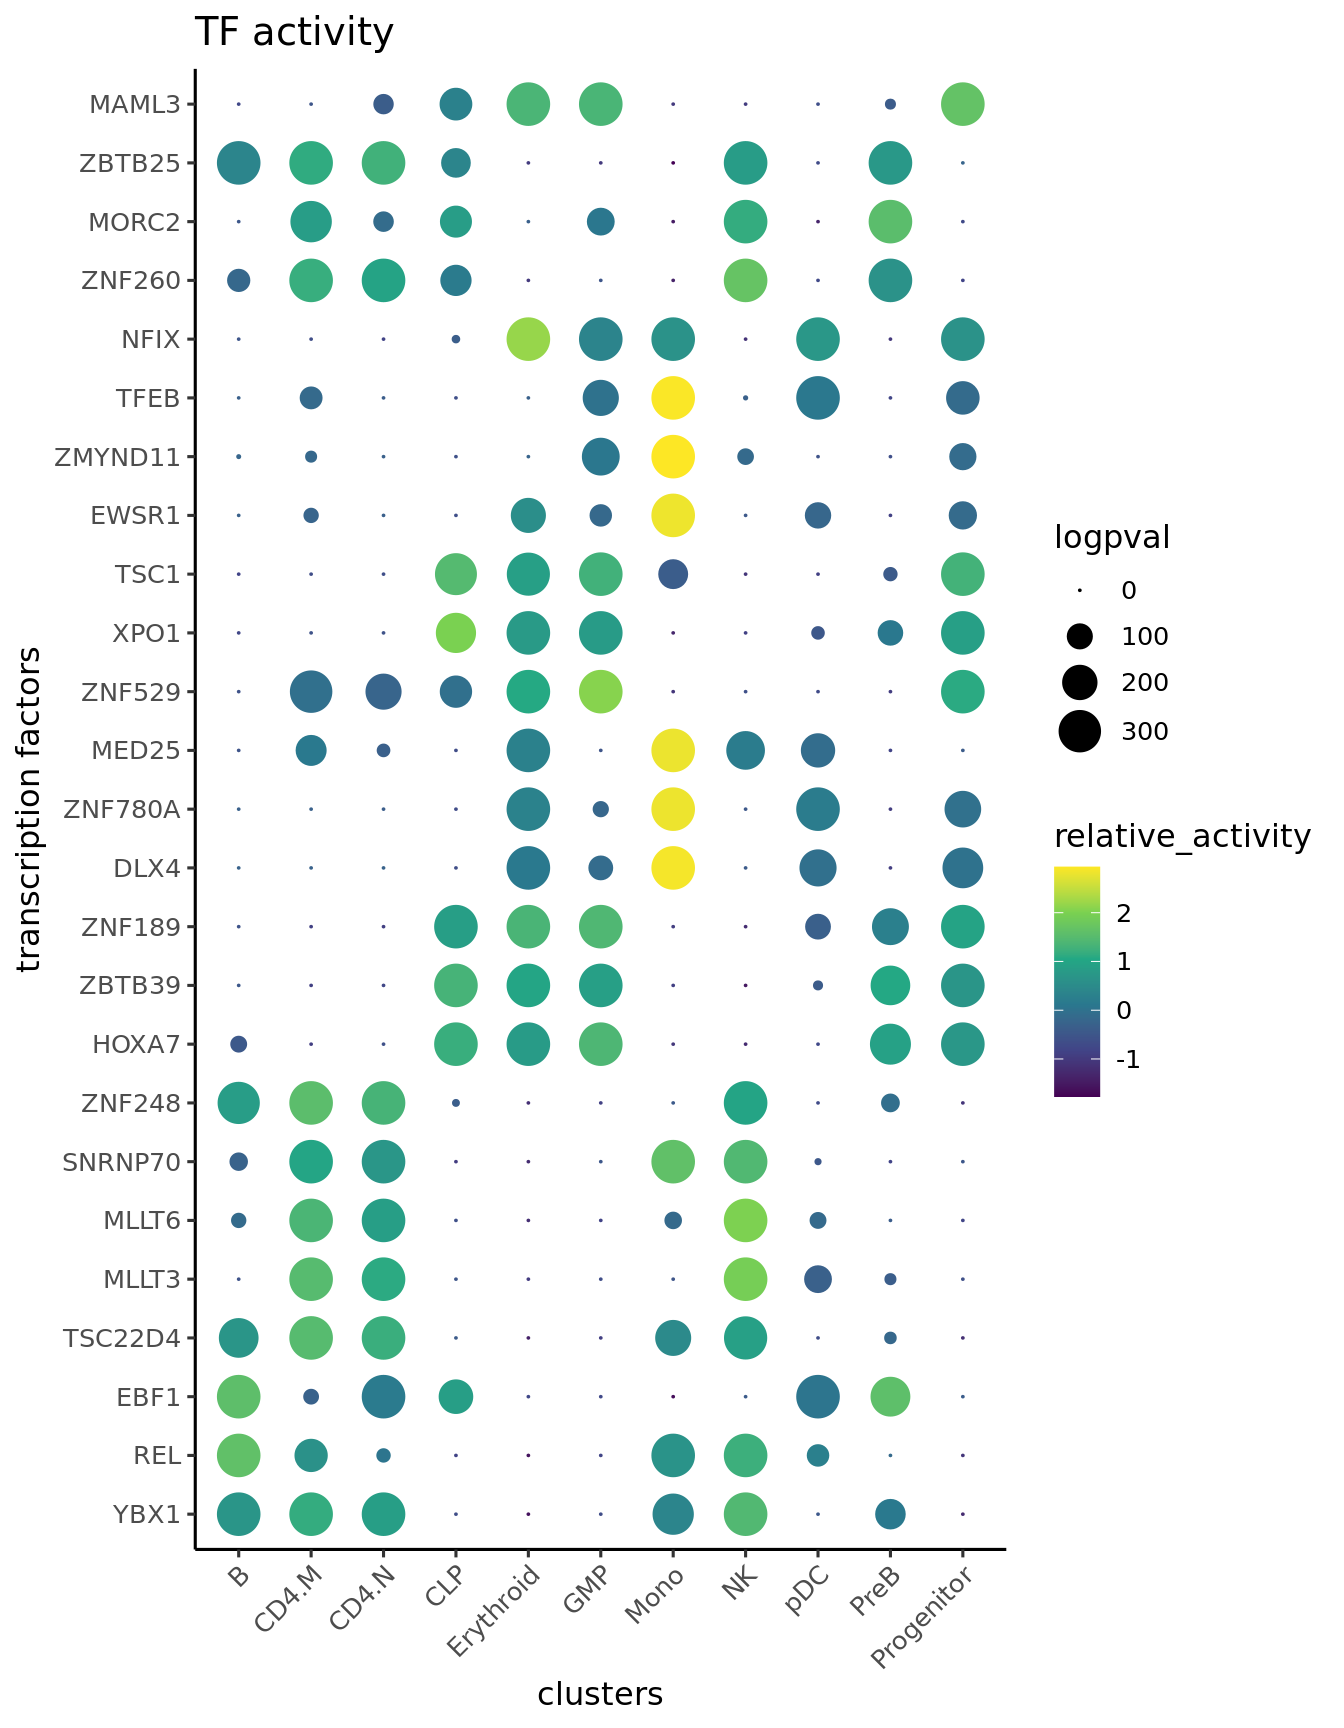 TF activity
MAML3
ZBTB25
MORC2
ZNF260
NFIX
TFEB
ZMYND11
EWSR1
TSC1
XPO1
ZNF529
MED25
ZNF780A
DLX4
ZNF189
ZBTB39
HOXA7
ZNF248
SNRNP70
MLLT6
MLLT3
TSC22D4
EBF1
REL
YBX1
transcription factors
B
CD4.M
CD4.N
CLP
Erythroid
GMP
Mono
NK
pDC
PreB
Progenitor
clusters
logpval
0
100
200
300
relative_activity
2
1
0
-1